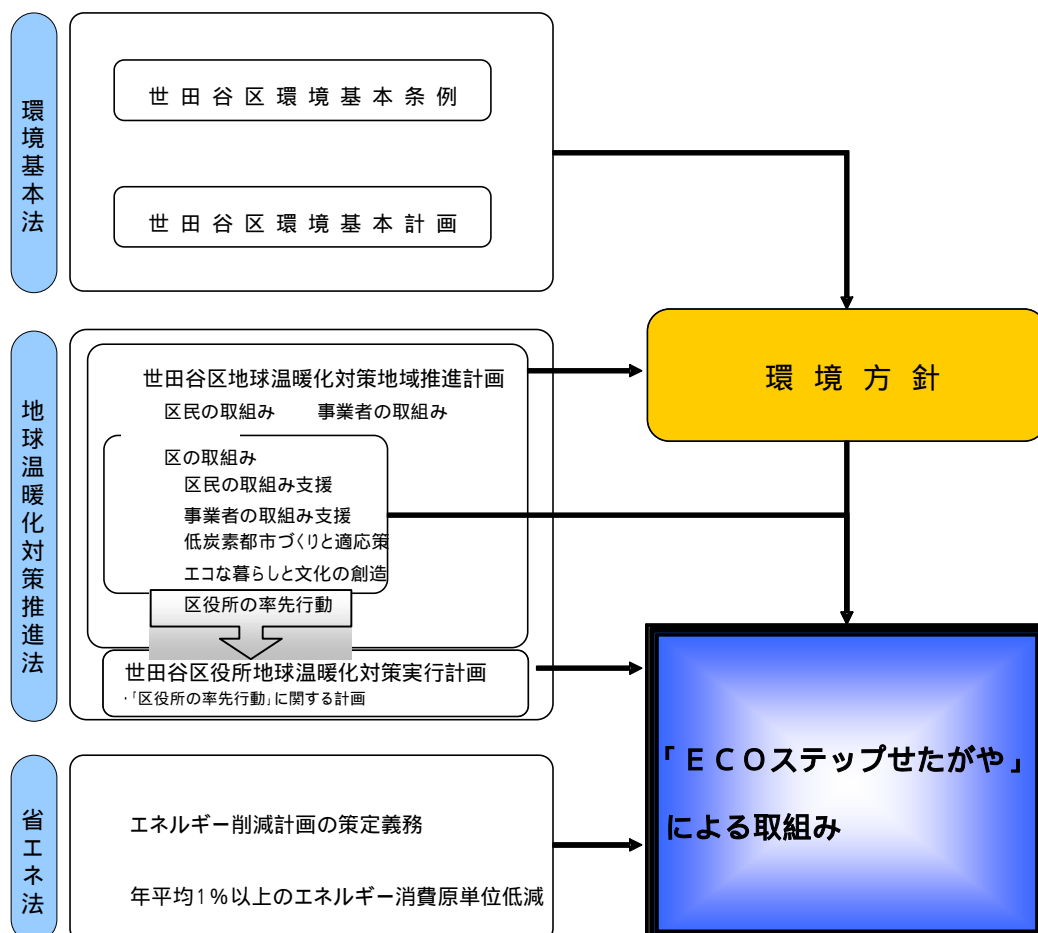 環境基本法
世田谷区環境基本条例
世田谷区環境基本計画
環境方針
地球温暖化対策推進法
世田谷区地球温暖化対策地域推進計画
区民の取組み 事業者の取組み
区の取組み
区民の取組み支援
事業者の取組み支援
低炭素都市づくりと適応策
エコな暮らしと文化の創造
区役所の率先行動
世田谷区役所地球温暖化対策実行計画
・「区役所の率先行動」に関する計画
省エネ法
エネルギー削減計画の策定義務
年平均1%以上のエネルギー消費原単位低減
「ECOステップせたがや」
による取組み